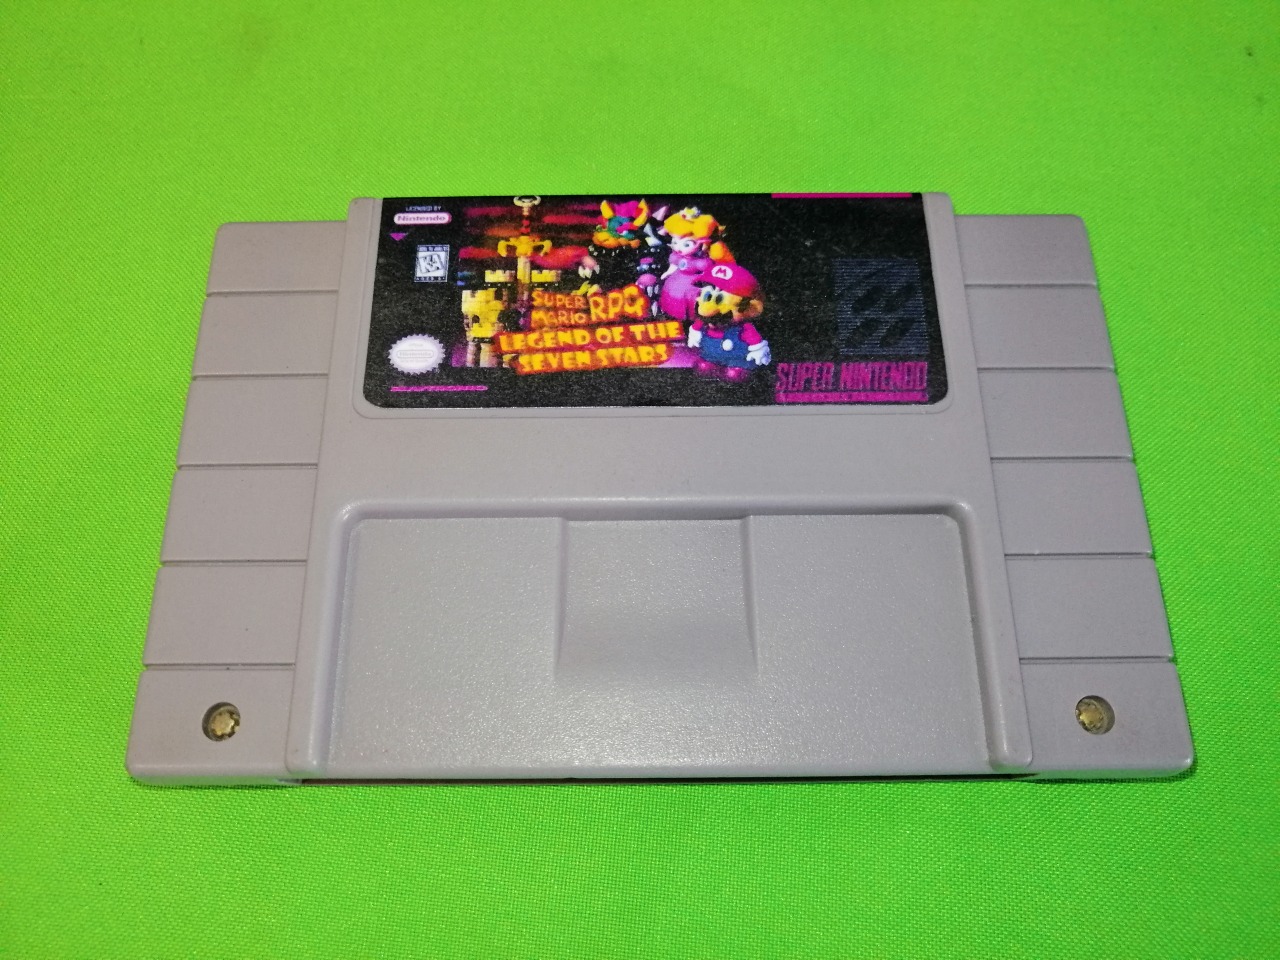 LICENSED BY
Nintendo
K-A
SUPER
MARIO RPG
LEGEND OF THE
SEVEN STARS
M
SUPER NINTENDO